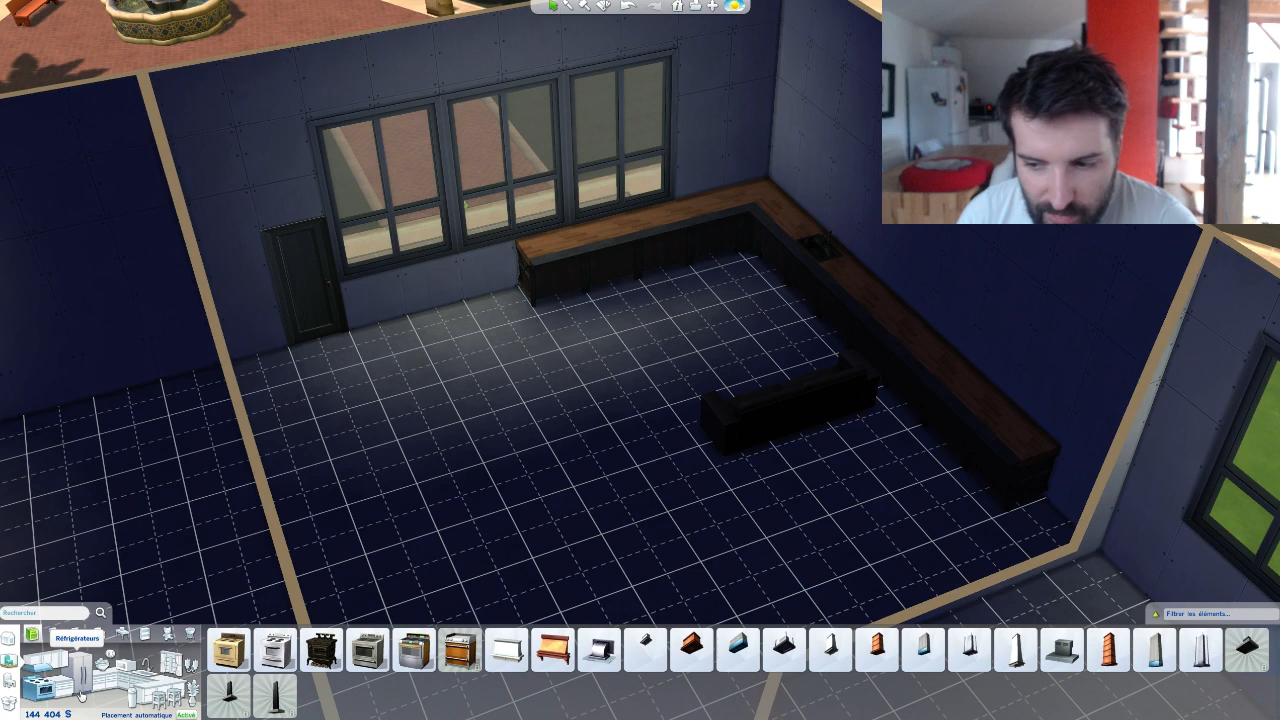 Rechercher
Filtrer les éléments...
Réfrigérateurs
144 404 $
Placement automatique Activé